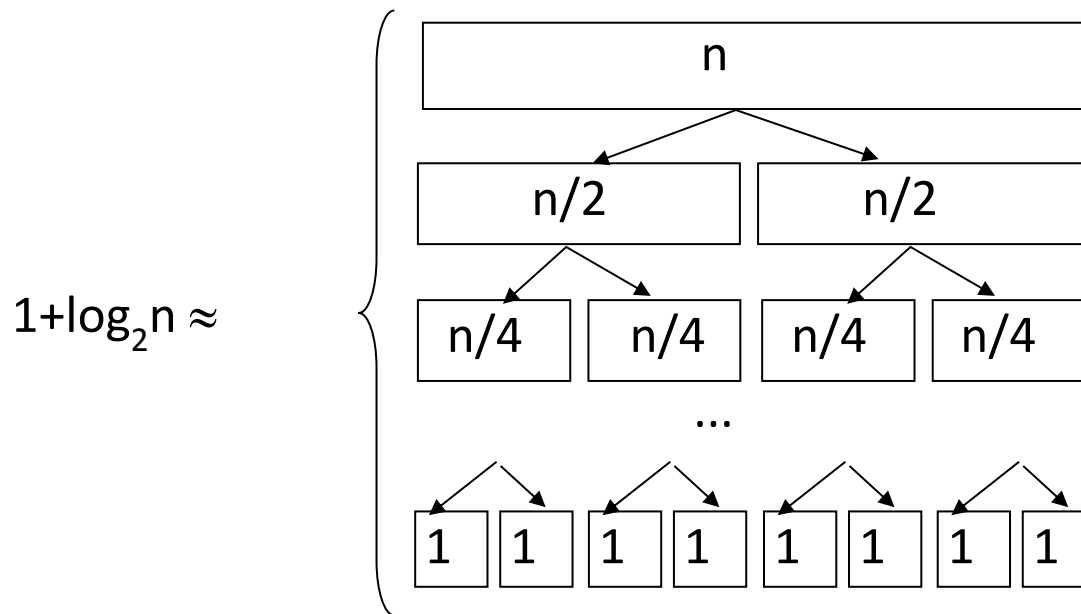 n
n/2 n/2
1+log₂n ≈
n/4 n/4 n/4 n/4
...
1 1 1 1 1 1 1 1